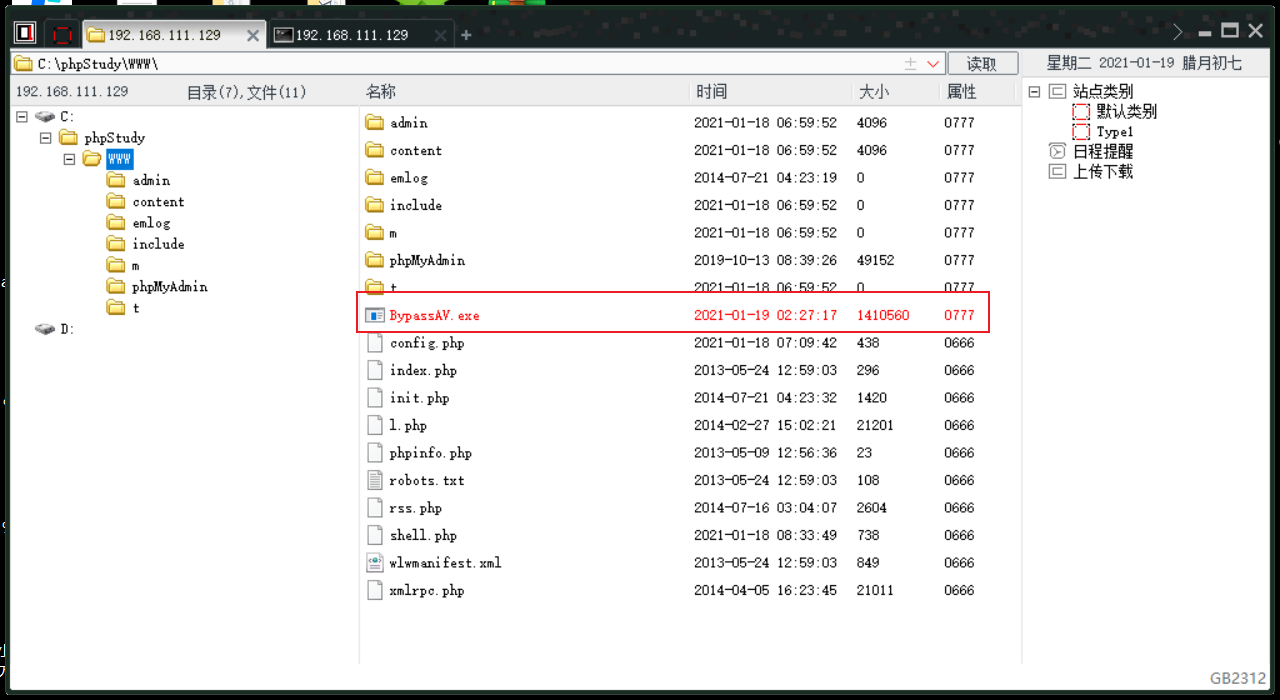 192.168.111.129 192.168.111.129
C:\phpStudy\WWW\ 读取 星期二 2021-01-19 腊月初七
192.168.111.129 目录(7),文件(11) 名称 时间 大小 属性
C:
phpStudy
WWW
admin
content
emlog
include
m
phpMyAdmin
t
D:
admin 2021-01-18 06:59:52 4096 0777
content 2021-01-18 06:59:52 4096 0777
emlog 2014-07-21 04:23:19 0 0777
include 2021-01-18 06:59:52 0 0777
m 2021-01-18 06:59:52 0 0777
phpMyAdmin 2019-10-13 08:39:26 49152 0777
t 2021-01-18 06:59:52 0 0777
BypassAV.exe 2021-01-19 02:27:17 1410560 0777
config.php 2021-01-18 07:09:42 438 0666
index.php 2013-05-24 12:59:03 296 0666
init.php 2014-07-21 04:23:32 1420 0666
l.php 2014-02-27 15:02:21 21201 0666
phpinfo.php 2013-05-09 12:56:36 23 0666
robots.txt 2013-05-24 12:59:03 108 0666
rss.php 2014-07-16 03:04:07 2604 0666
shell.php 2021-01-18 08:33:49 738 0666
wlwmanifest.xml 2013-05-24 12:59:03 849 0666
xmlrpc.php 2014-04-05 16:23:45 21011 0666
站点类别
默认类别
Type1
日程提醒
上传下载
GB2312